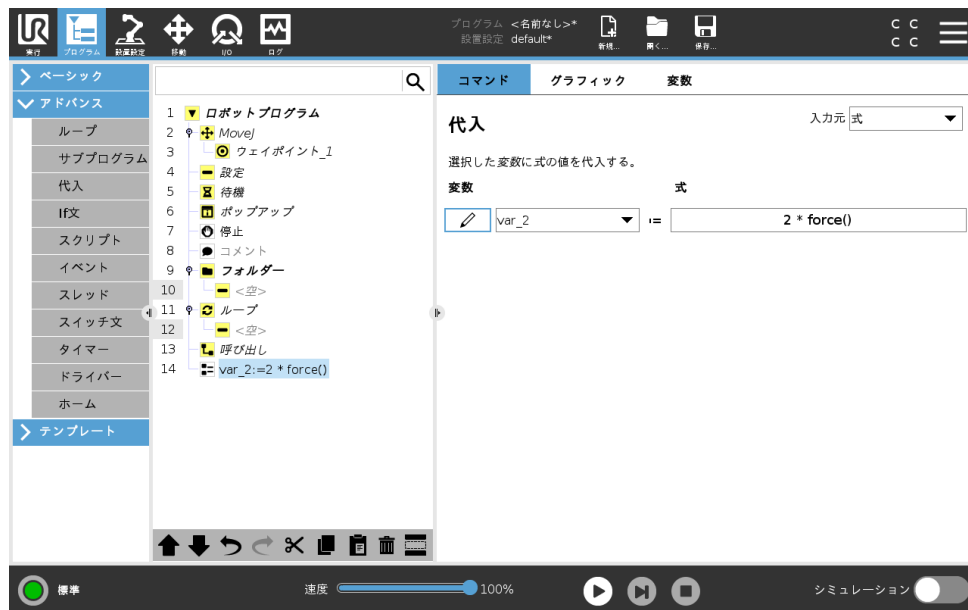 UR
実行
プログラム
設置設定
移動
I/O
ログ
プログラム <名前なし>*
設置設定 default*
新規...
開く...
保存...
C C
C C
ベーシック
アドバンス
ループ
サブプログラム
代入
If文
スクリプト
イベント
スレッド
スイッチ文
タイマー
ドライバー
ホーム
テンプレート
1 ロボットプログラム
2 MoveJ
3 ウェイポイント_1
4 設定
5 待機
6 ポップアップ
7 停止
8 コメント
9 フォルダー
10 <空>
11 ループ
12 <空>
13 呼び出し
14 var_2:=2 * force()
コマンド グラフィック 変数
代入
入力元 式
選択した変数に式の値を代入する。
変数 式
var_2 := 2 * force()
標準
速度 100%
シミュレーション